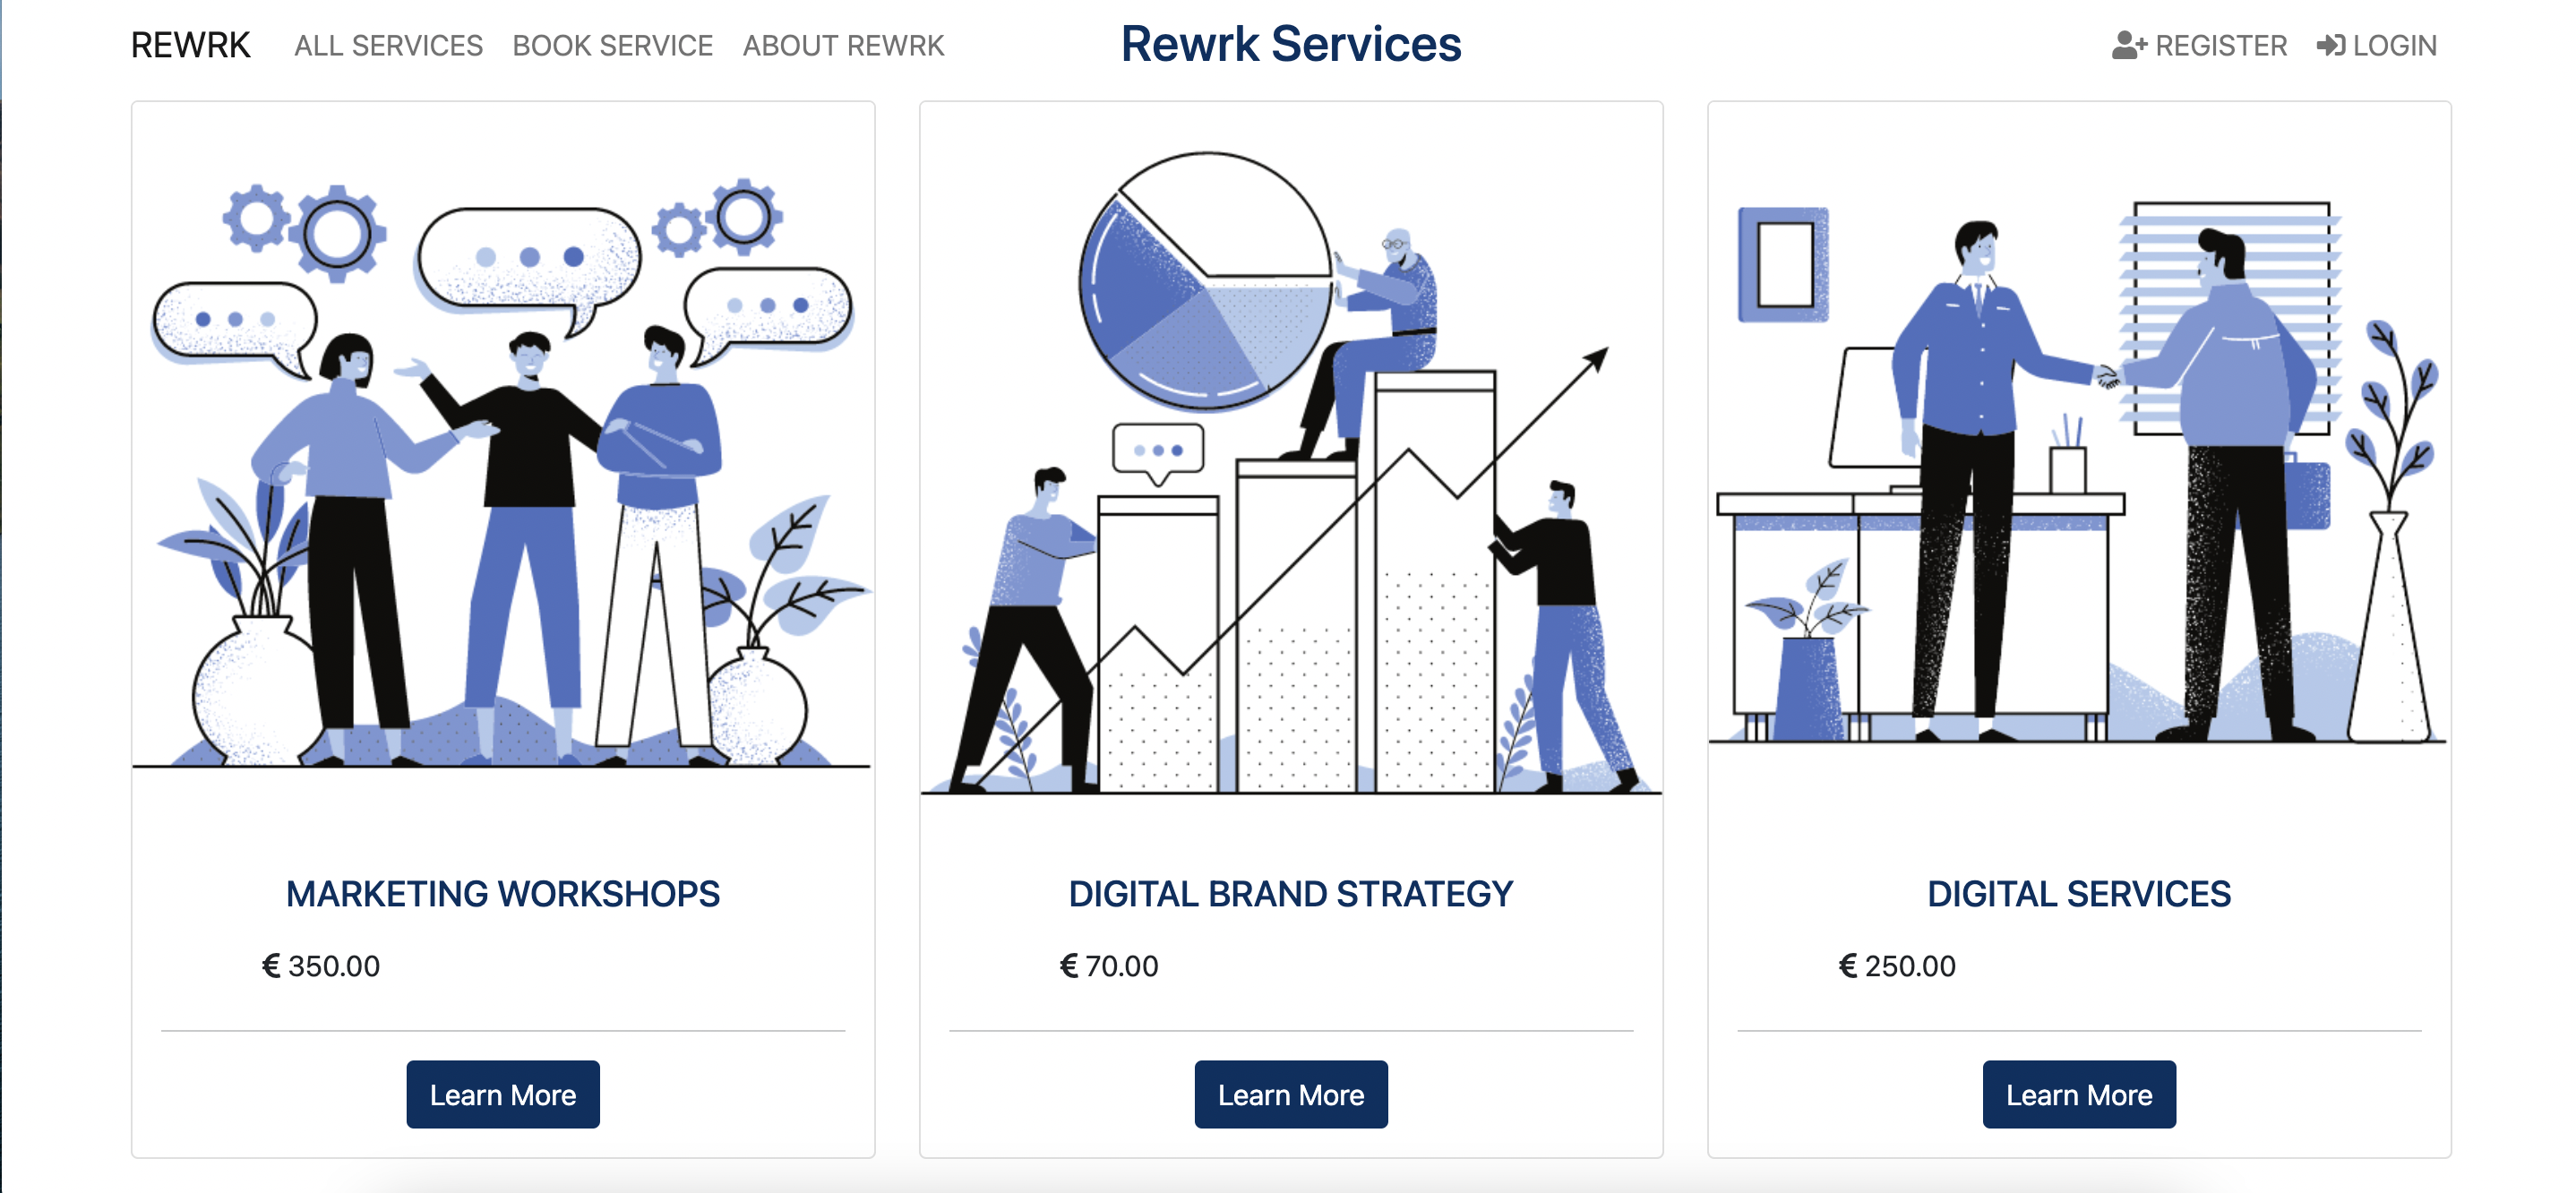 REWRK ALL SERVICES BOOK SERVICE ABOUT REWRK Rewrk Services REGISTER LOGIN
MARKETING WORKSHOPS
€ 350.00
Learn More
DIGITAL BRAND STRATEGY
€ 70.00
Learn More
DIGITAL SERVICES
€ 250.00
Learn More